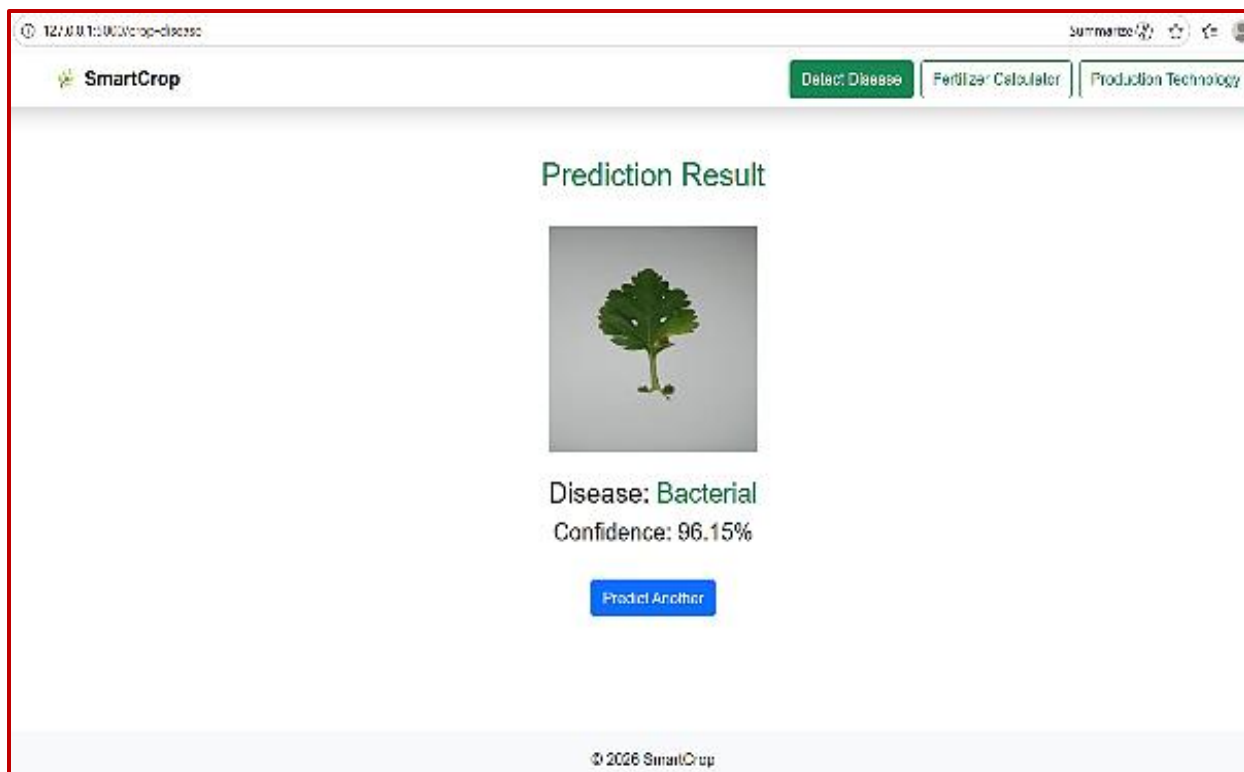 127.0.0.1:5000/crop-disease
Summarize
SmartCrop
Detect Disease
Fertilizer Calculator
Production Technology
Prediction Result
Disease: Bacterial
Confidence: 96.15%
Predict Another
© 2026 SmartCrop